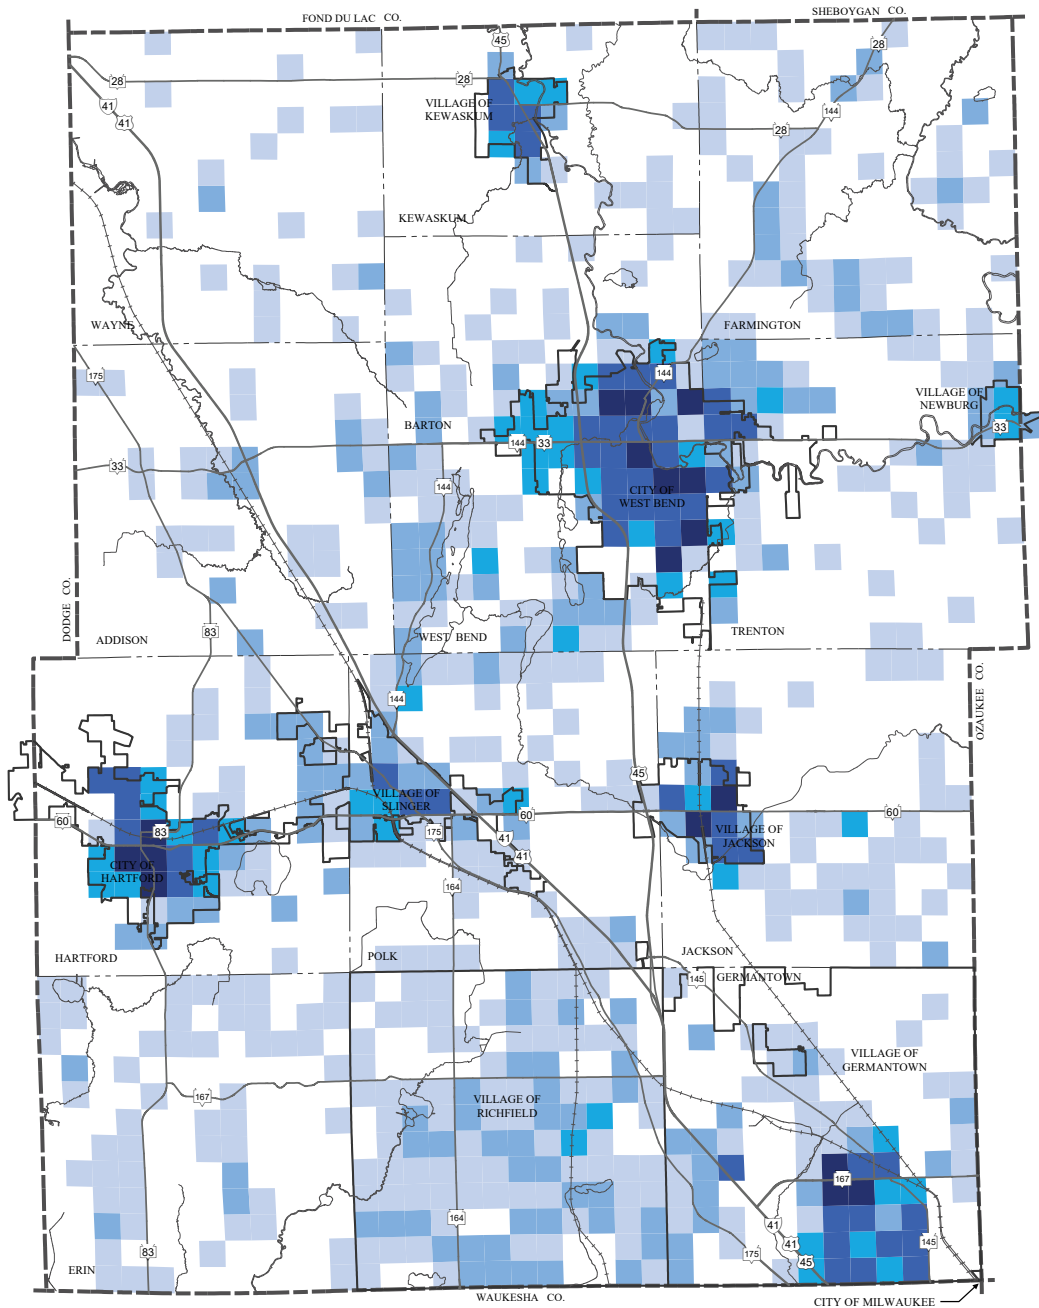 FOND DU LAC CO.
SHEBOYGAN CO.
45
28
28
28
41
41
144
VILLAGE OF
KEWASKUM
28
KEWASKUM
WAYNE
FARMINGTON
175
144
VILLAGE OF
NEWBURG
BARTON
33
144
33
33
144
CITY OF
WEST BEND
DODGE CO.
83
ADDISON
WEST BEND
TRENTON
OZAUKEE CO.
144
45
VILLAGE OF
SLINGER
60
60
60
83
175
41
VILLAGE OF
JACKSON
41
CITY OF
HARTFORD
164
HARTFORD
POLK
JACKSON
GERMANTOWN
145
VILLAGE OF
GERMANTOWN
167
VILLAGE OF
RICHFIELD
167
164
41
41
145
83
175
45
ERIN
WAUKESHA CO.
CITY OF MILWAUKEE